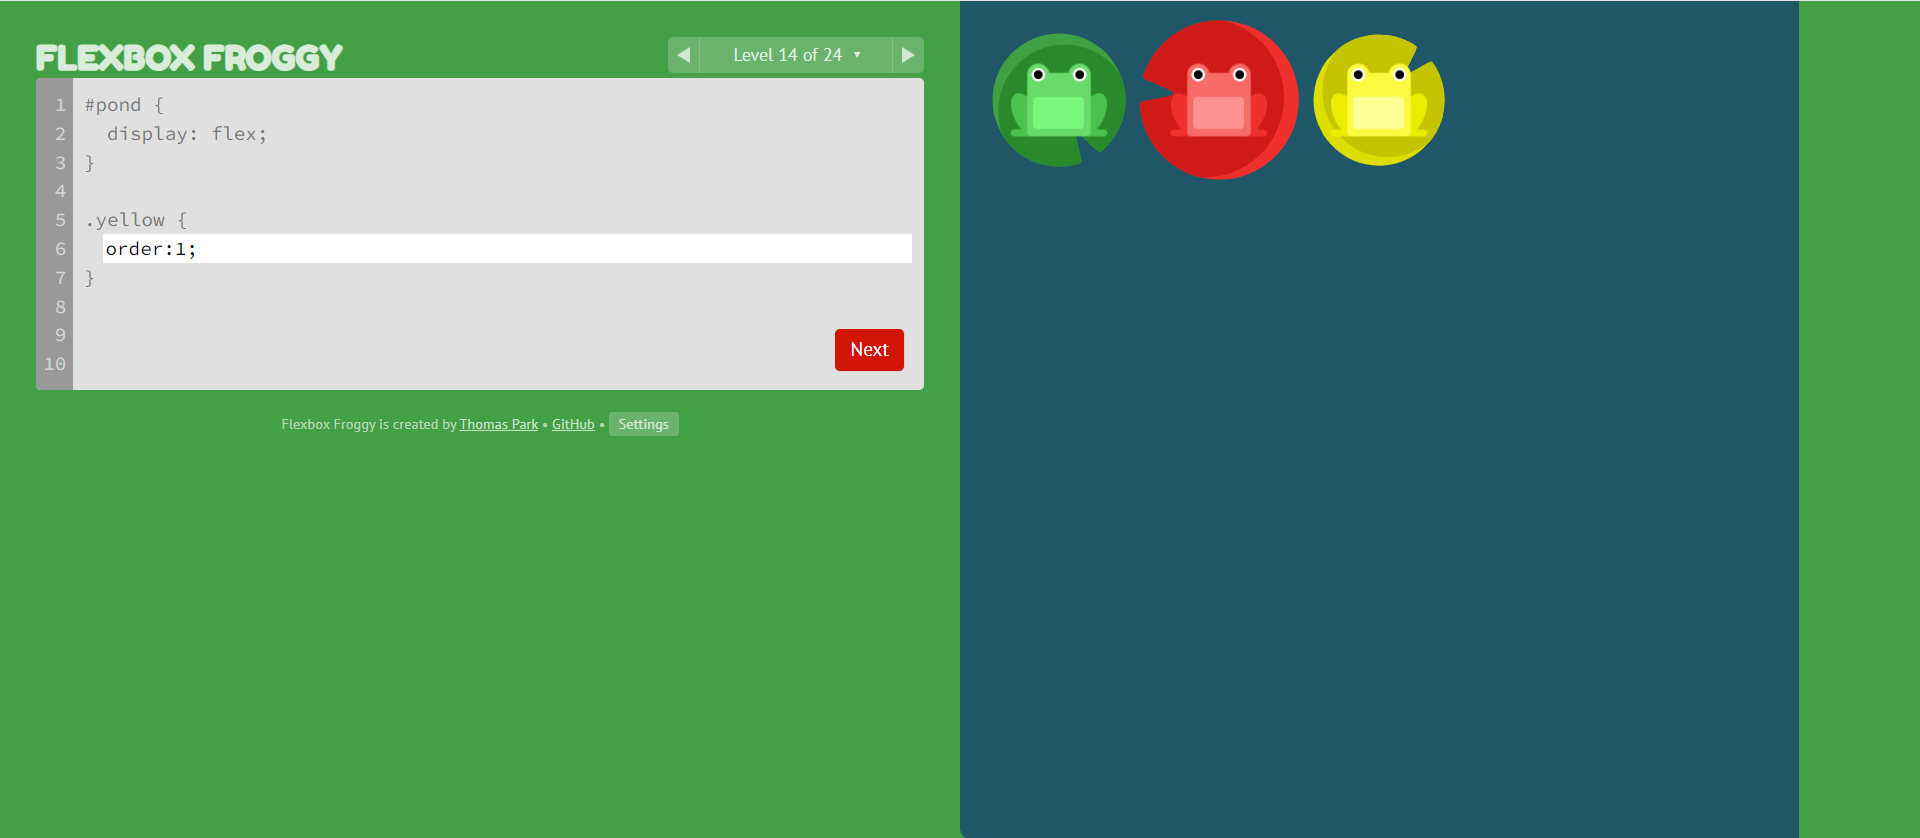 FLEXBOX FROGGY
◀ Level 14 of 24 ▼ ▶
1 #pond {
2   display: flex;
3 }
4
5 .yellow {
6   order:1;
7 }
8
9
10
Next
Flexbox Froggy is created by Thomas Park • GitHub • Settings